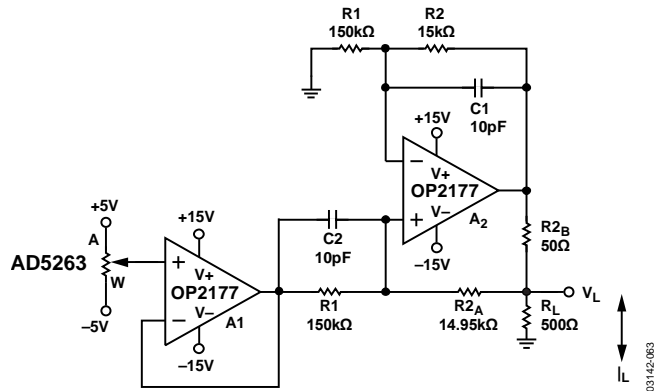 R1
150kΩ
R2
15kΩ
C1
10pF
+15V
−
V+
OP2177
V−
+
A2
−15V
+5V
A
AD5263
W
−5V
+15V
+
V+
OP2177
−
V−
A1
−15V
C2
10pF
R1
150kΩ
R2A
14.95kΩ
R2B
50Ω
VL
RL
500Ω
IL
03142-063